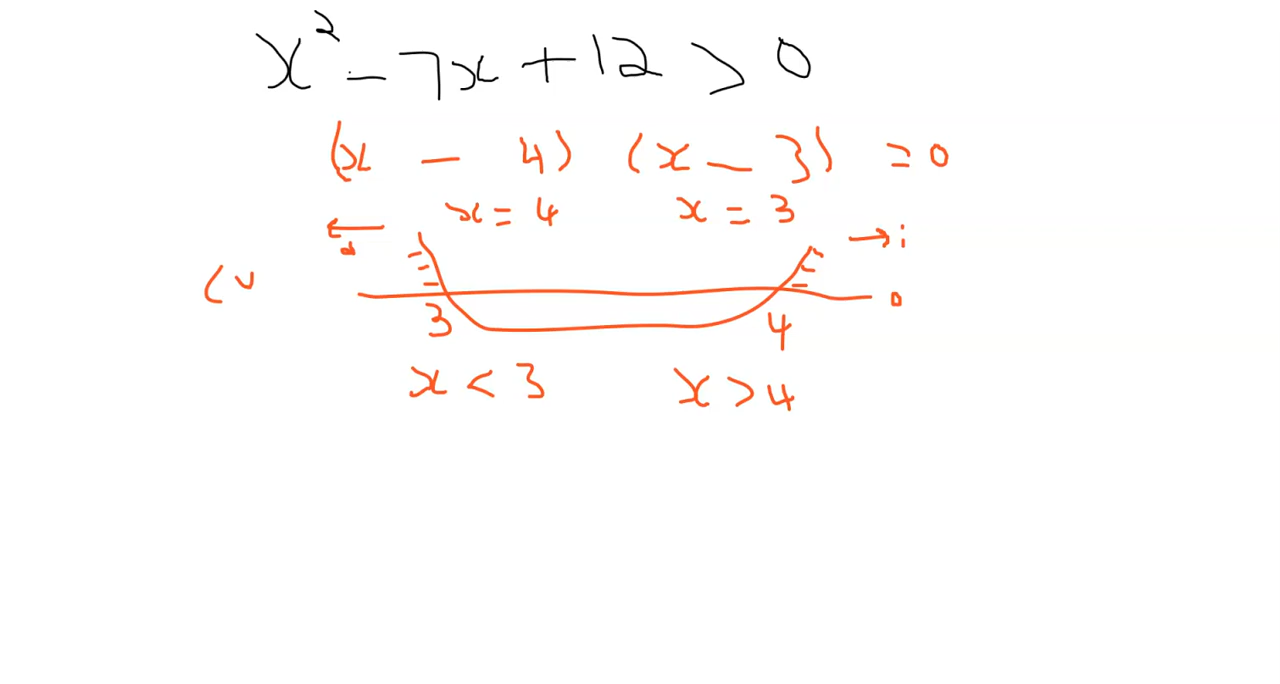 x² - 7x + 12 > 0
(x - 4) (x - 3) = 0
x = 4 x = 3
0
3 4
x < 3 x > 4